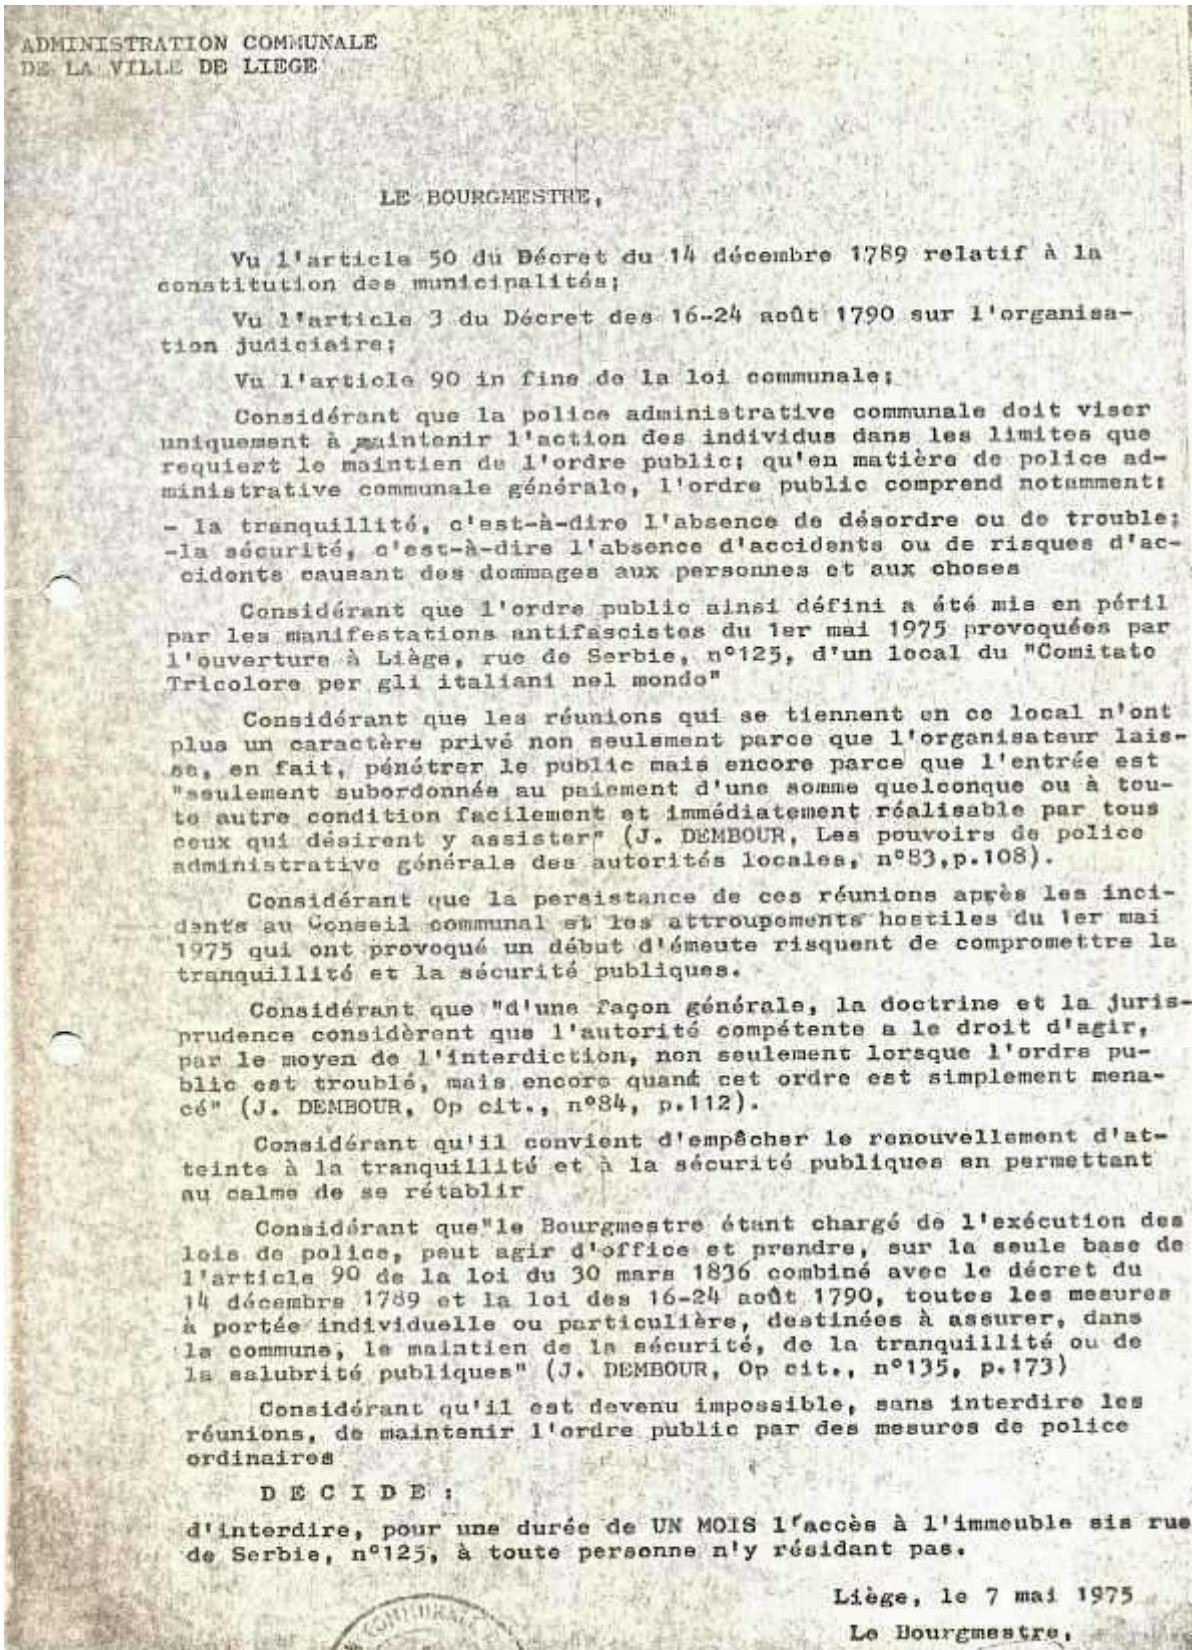 ADMINISTRATION COMMUNALE
DE LA VILLE DE LIEGE
LE BOURGMESTRE,
Vu l'article 50 du Décret du 14 décembre 1789 relatif à la
constitution des municipalités;
Vu l'article 3 du Décret des 16-24 août 1790 sur l'organisa-
tion judiciaire;
Vu l'article 90 in fine de la loi communale;
Considérant que la police administrative communale doit viser
uniquement à maintenir l'action des individus dans les limites que
requiert le maintien de l'ordre public; qu'en matière de police ad-
ministrative communale générale, l'ordre public comprend notamment:
- la tranquillité, c'est-à-dire l'absence de désordre ou de trouble;
-la sécurité, c'est-à-dire l'absence d'accidents ou de risques d'ac-
cidents causant des dommages aux personnes et aux choses
Considérant que l'ordre public ainsi défini a été mis en péril
par les manifestations antifascistes du 1er mai 1975 provoquées par
l'ouverture à Liège, rue de Serbie, n°125, d'un local du "Comitato
Tricolore per gli italiani nel mondo"
Considérant que les réunions qui se tiennent en ce local n'ont
plus un caractère privé non seulement parce que l'organisateur lais-
se, en fait, pénétrer le public mais encore parce que l'entrée est
"seulement subordonnée au paiement d'une somme quelconque ou à tou-
te autre condition facilement et immédiatement réalisable par tous
ceux qui désirent y assister" (J. DEMBOUR, Les pouvoirs de police
administrative générale des autorités locales, n°83,p.108).
Considérant que la persistance de ces réunions après les inci-
dents au Conseil communal et les attroupements hostiles du 1er mai
1975 qui ont provoqué un début d'émeute risquent de compromettre la
tranquillité et la sécurité publiques.
Considérant que "d'une façon générale, la doctrine et la juris-
prudence considèrent que l'autorité compétente a le droit d'agir,
par le moyen de l'interdiction, non seulement lorsque l'ordre pu-
blic est troublé, mais encore quand cet ordre est simplement mena-
cé" (J. DEMBOUR, Op cit., n°84, p.112).
Considérant qu'il convient d'empêcher le renouvellement d'at-
teinte à la tranquillité et à la sécurité publiques en permettant
au calme de se rétablir
Considérant que"le Bourgmestre étant chargé de l'exécution des
lois de police, peut agir d'office et prendre, sur la seule base de
l'article 90 de la loi du 30 mars 1836 combiné avec le décret du
14 décembre 1789 et la loi des 16-24 août 1790, toutes les mesures
à portée individuelle ou particulière, destinées à assurer, dans
la commune, le maintien de la sécurité, de la tranquillité ou de
la salubrité publiques" (J. DEMBOUR, Op cit., n°135, p.173)
Considérant qu'il est devenu impossible, sans interdire les
réunions, de maintenir l'ordre public par des mesures de police
ordinaires
D E C I D E :
d'interdire, pour une durée de UN MOIS l'accès à l'immeuble sis rue
de Serbie, n°125, à toute personne n'y résidant pas.
Liège, le 7 mai 1975
Le Bourgmestre,